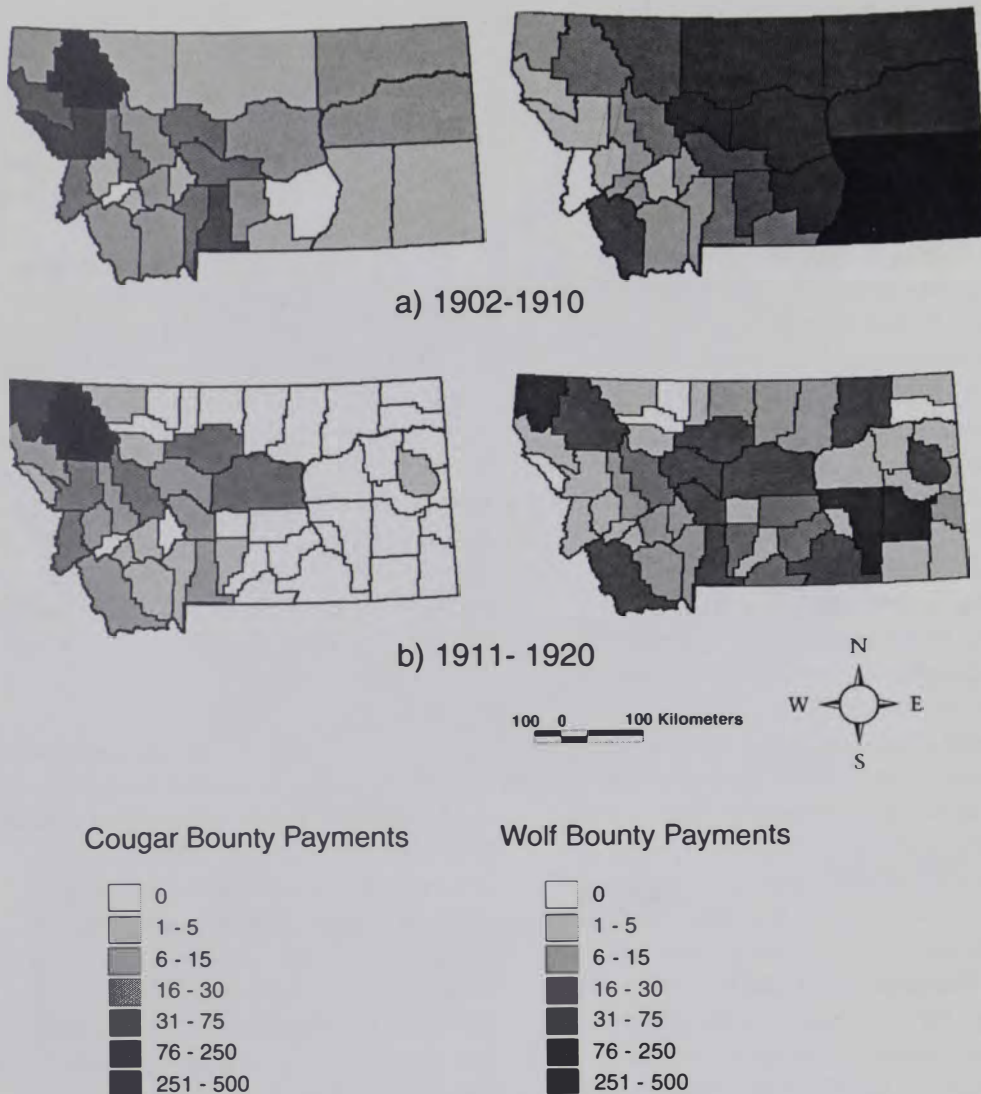 a) 1902-1910
b) 1911- 1920
N
W E
S
100 0 100 Kilometers
Cougar Bounty Payments
0
1 - 5
6 - 15
16 - 30
31 - 75
76 - 250
251 - 500
Wolf Bounty Payments
0
1 - 5
6 - 15
16 - 30
31 - 75
76 - 250
251 - 500